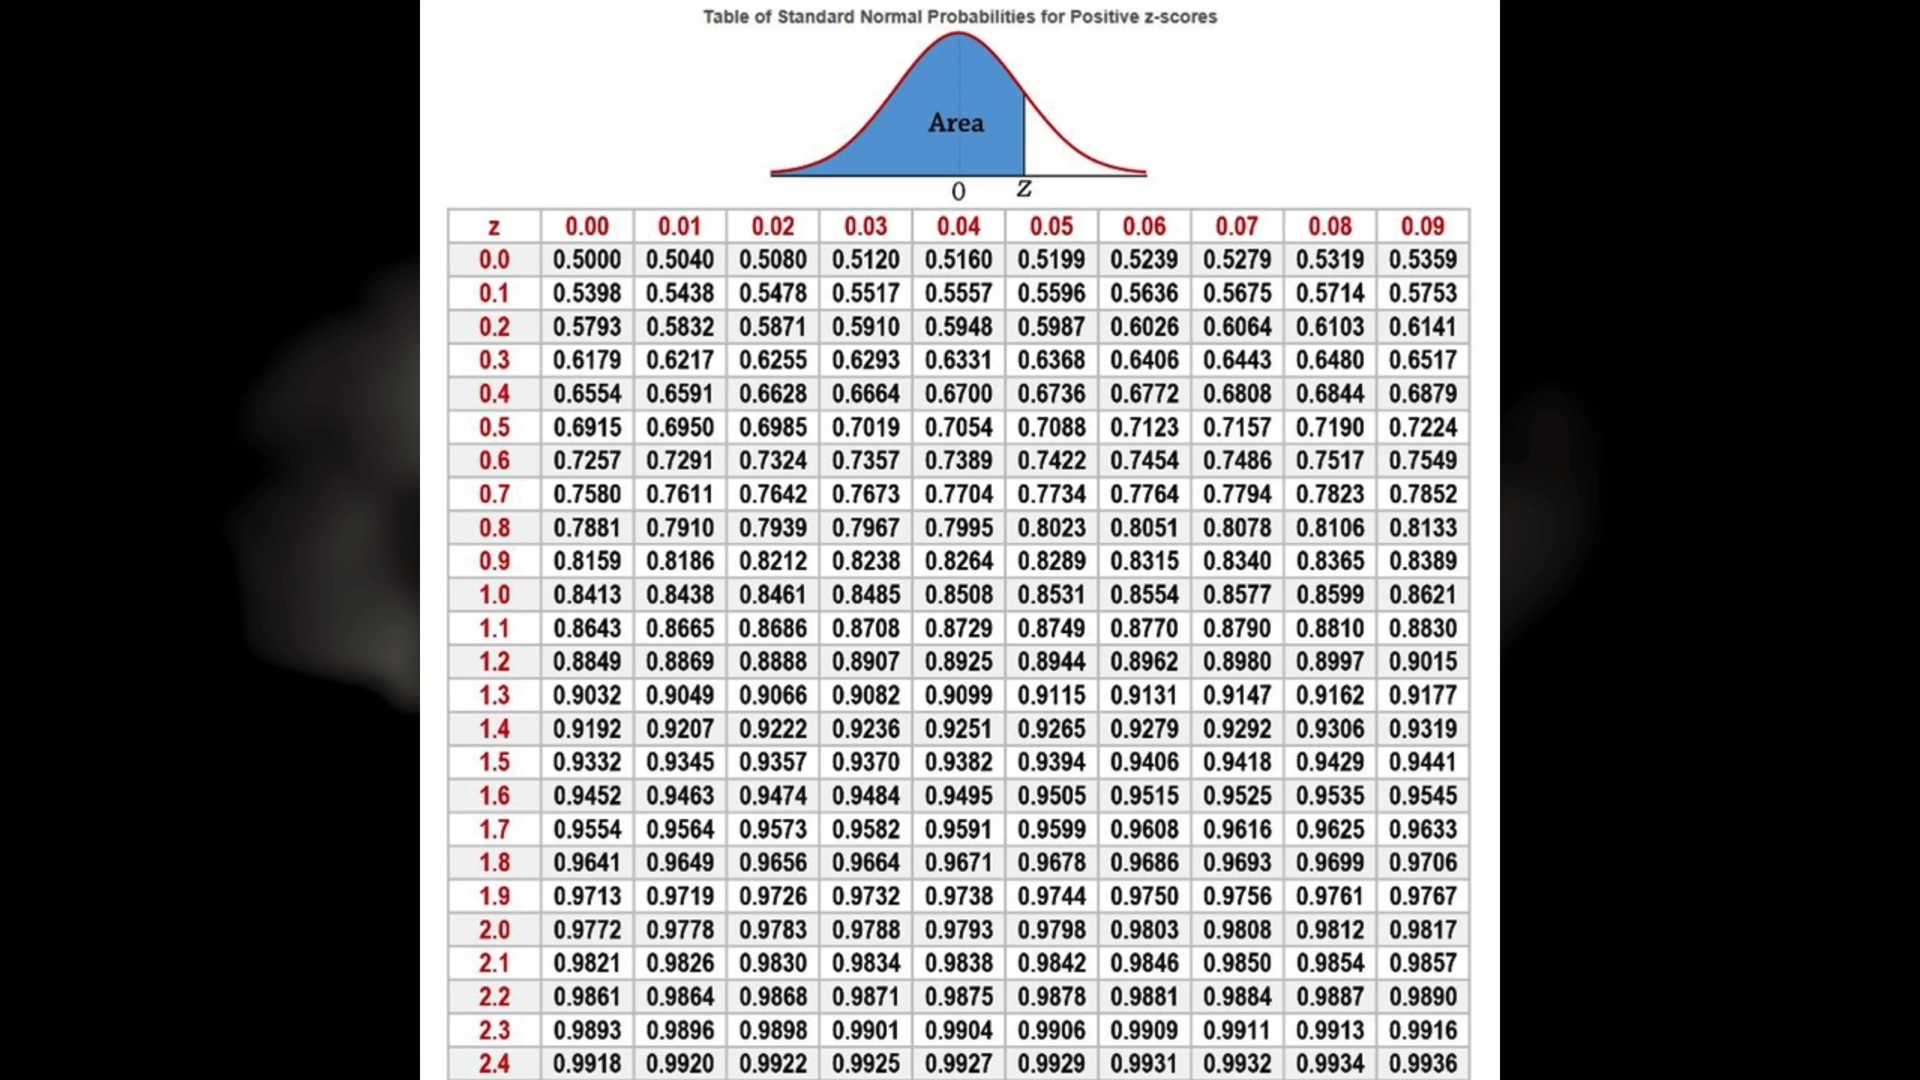 Table of Standard Normal Probabilities for Positive z-scores
Area
0 Z
z 0.00 0.01 0.02 0.03 0.04 0.05 0.06 0.07 0.08 0.09
0.0 0.5000 0.5040 0.5080 0.5120 0.5160 0.5199 0.5239 0.5279 0.5319 0.5359
0.1 0.5398 0.5438 0.5478 0.5517 0.5557 0.5596 0.5636 0.5675 0.5714 0.5753
0.2 0.5793 0.5832 0.5871 0.5910 0.5948 0.5987 0.6026 0.6064 0.6103 0.6141
0.3 0.6179 0.6217 0.6255 0.6293 0.6331 0.6368 0.6406 0.6443 0.6480 0.6517
0.4 0.6554 0.6591 0.6628 0.6664 0.6700 0.6736 0.6772 0.6808 0.6844 0.6879
0.5 0.6915 0.6950 0.6985 0.7019 0.7054 0.7088 0.7123 0.7157 0.7190 0.7224
0.6 0.7257 0.7291 0.7324 0.7357 0.7389 0.7422 0.7454 0.7486 0.7517 0.7549
0.7 0.7580 0.7611 0.7642 0.7673 0.7704 0.7734 0.7764 0.7794 0.7823 0.7852
0.8 0.7881 0.7910 0.7939 0.7967 0.7995 0.8023 0.8051 0.8078 0.8106 0.8133
0.9 0.8159 0.8186 0.8212 0.8238 0.8264 0.8289 0.8315 0.8340 0.8365 0.8389
1.0 0.8413 0.8438 0.8461 0.8485 0.8508 0.8531 0.8554 0.8577 0.8599 0.8621
1.1 0.8643 0.8665 0.8686 0.8708 0.8729 0.8749 0.8770 0.8790 0.8810 0.8830
1.2 0.8849 0.8869 0.8888 0.8907 0.8925 0.8944 0.8962 0.8980 0.8997 0.9015
1.3 0.9032 0.9049 0.9066 0.9082 0.9099 0.9115 0.9131 0.9147 0.9162 0.9177
1.4 0.9192 0.9207 0.9222 0.9236 0.9251 0.9265 0.9279 0.9292 0.9306 0.9319
1.5 0.9332 0.9345 0.9357 0.9370 0.9382 0.9394 0.9406 0.9418 0.9429 0.9441
1.6 0.9452 0.9463 0.9474 0.9484 0.9495 0.9505 0.9515 0.9525 0.9535 0.9545
1.7 0.9554 0.9564 0.9573 0.9582 0.9591 0.9599 0.9608 0.9616 0.9625 0.9633
1.8 0.9641 0.9649 0.9656 0.9664 0.9671 0.9678 0.9686 0.9693 0.9699 0.9706
1.9 0.9713 0.9719 0.9726 0.9732 0.9738 0.9744 0.9750 0.9756 0.9761 0.9767
2.0 0.9772 0.9778 0.9783 0.9788 0.9793 0.9798 0.9803 0.9808 0.9812 0.9817
2.1 0.9821 0.9826 0.9830 0.9834 0.9838 0.9842 0.9846 0.9850 0.9854 0.9857
2.2 0.9861 0.9864 0.9868 0.9871 0.9875 0.9878 0.9881 0.9884 0.9887 0.9890
2.3 0.9893 0.9896 0.9898 0.9901 0.9904 0.9906 0.9909 0.9911 0.9913 0.9916
2.4 0.9918 0.9920 0.9922 0.9925 0.9927 0.9929 0.9931 0.9932 0.9934 0.9936